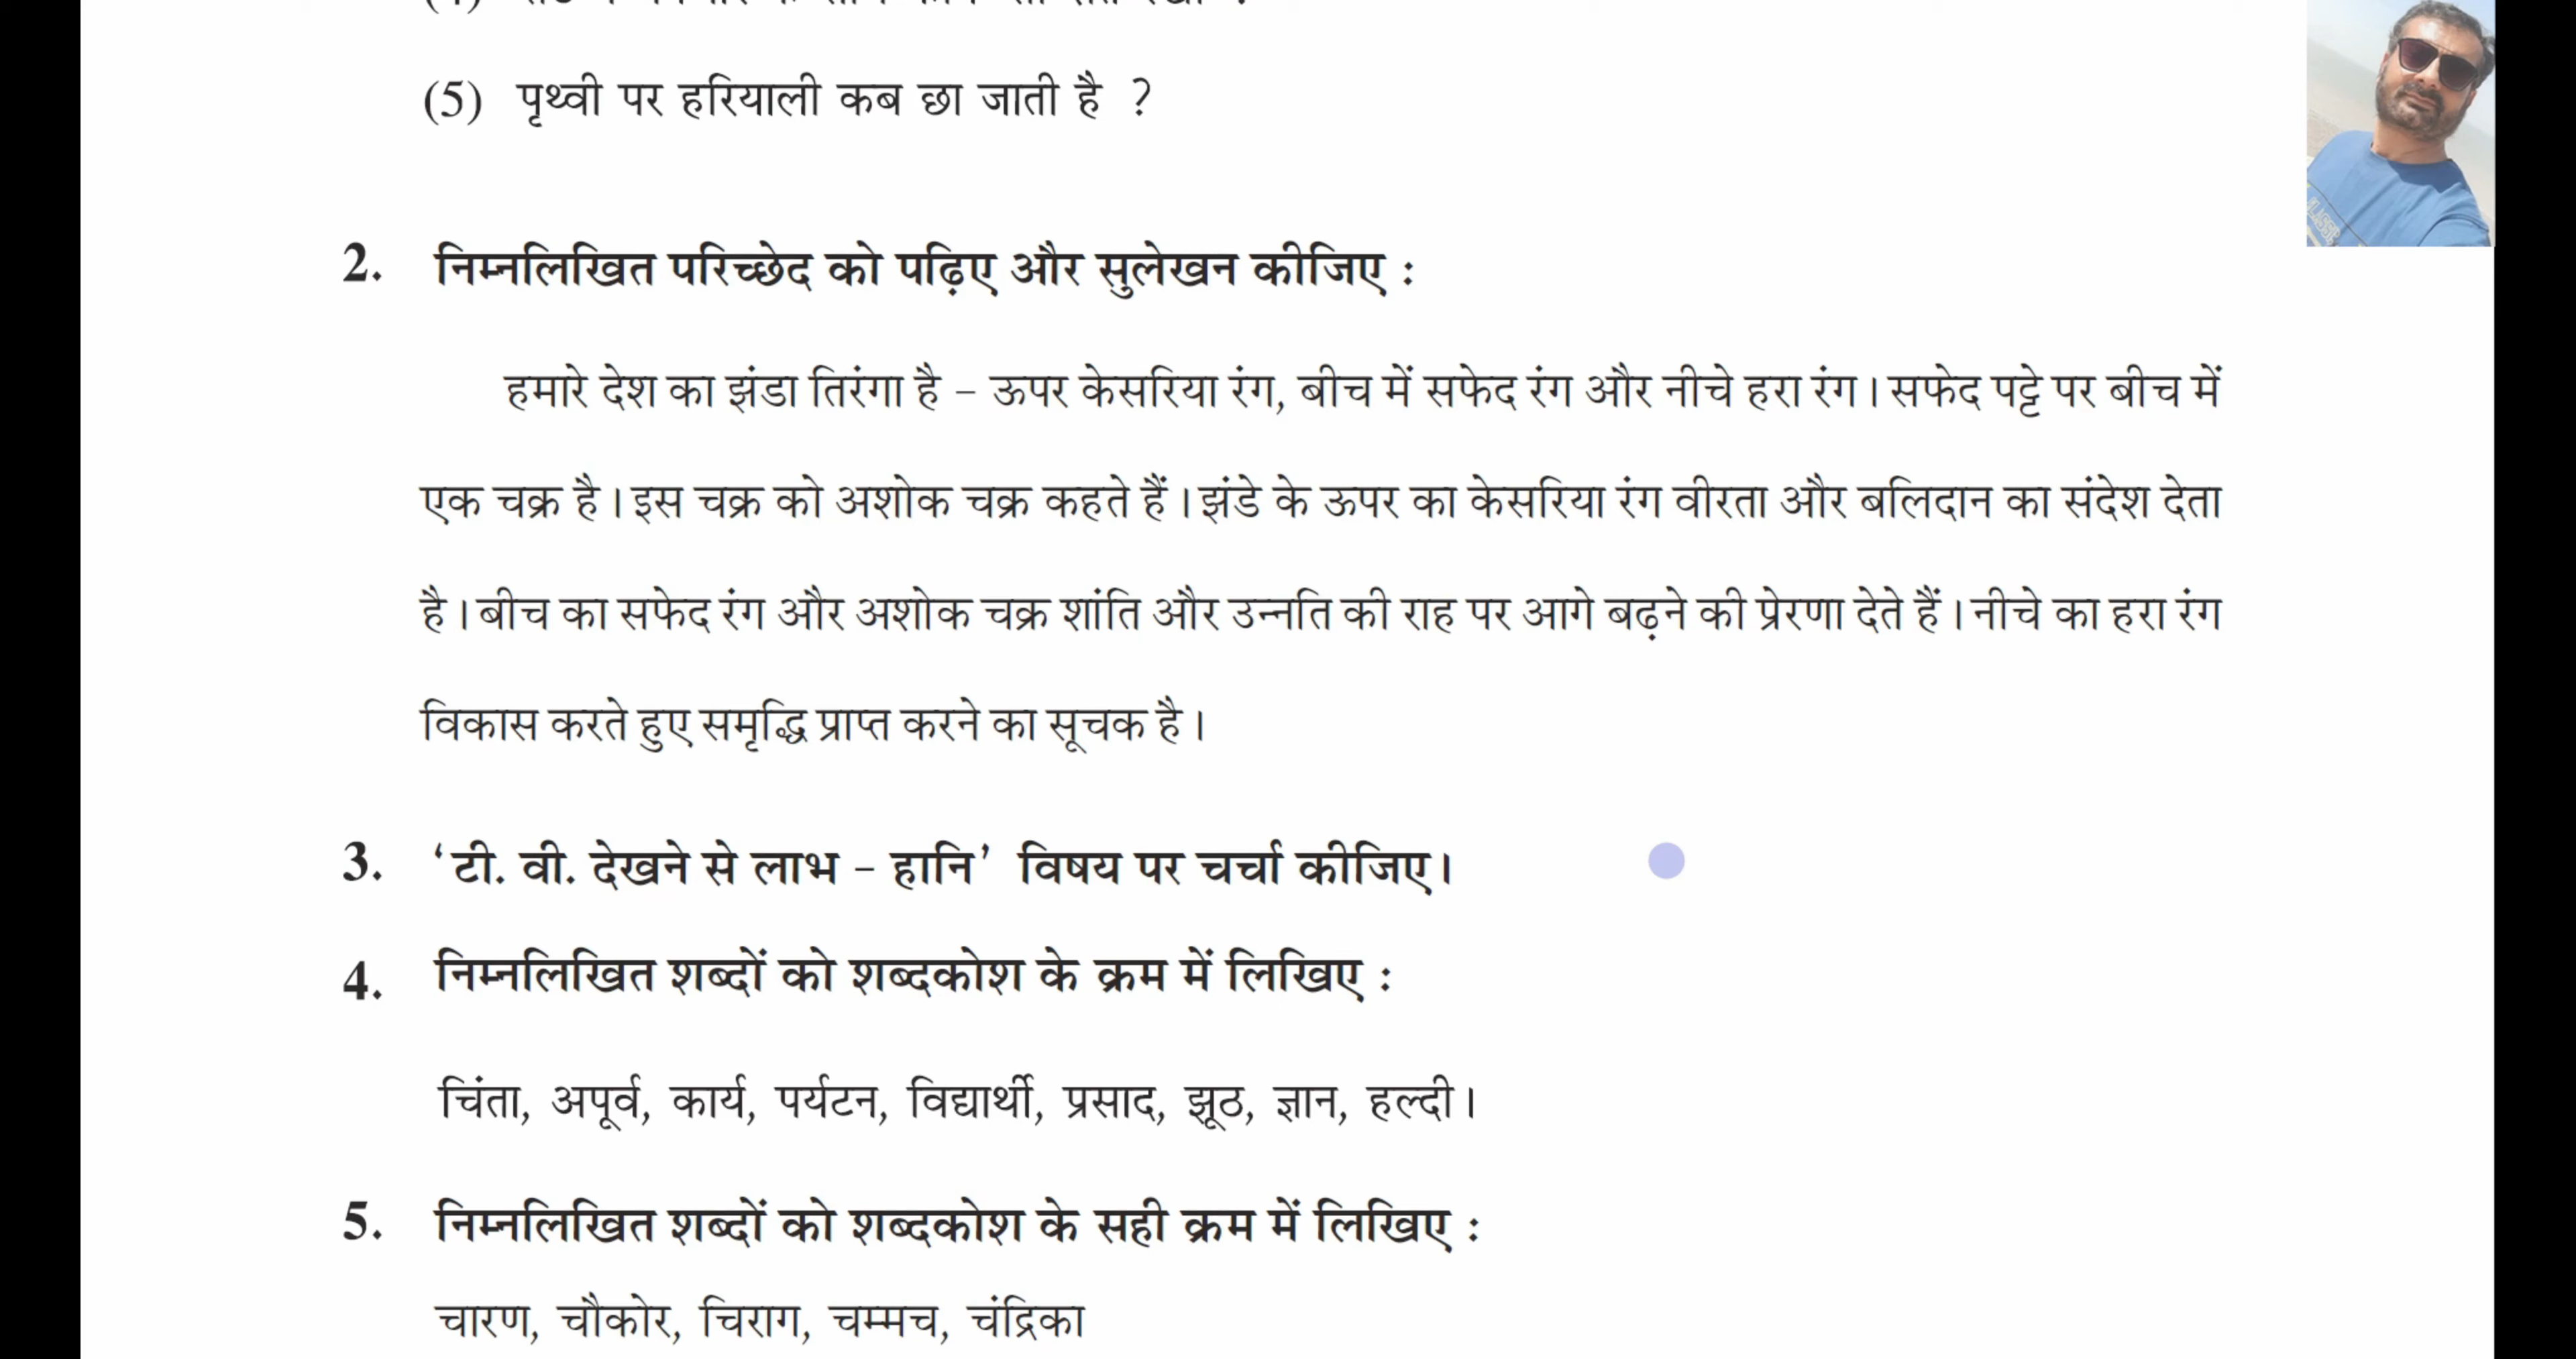 (5) पृथ्वी पर हरियाली कब छा जाती है ?
2. निम्नलिखित परिच्छेद को पढ़िए और सुलेखन कीजिए :
हमारे देश का झंडा तिरंगा है – ऊपर केसरिया रंग, बीच में सफेद रंग और नीचे हरा रंग। सफेद पट्टे पर बीच में
एक चक्र है। इस चक्र को अशोक चक्र कहते हैं। झंडे के ऊपर का केसरिया रंग वीरता और बलिदान का संदेश देता
है। बीच का सफेद रंग और अशोक चक्र शांति और उन्नति की राह पर आगे बढ़ने की प्रेरणा देते हैं। नीचे का हरा रंग
विकास करते हुए समृद्धि प्राप्त करने का सूचक है।
3. ‘टी. वी. देखने से लाभ – हानि’ विषय पर चर्चा कीजिए।
4. निम्नलिखित शब्दों को शब्दकोश के क्रम में लिखिए :
चिंता, अपूर्व, कार्य, पर्यटन, विद्यार्थी, प्रसाद, झूठ, ज्ञान, हल्दी।
5. निम्नलिखित शब्दों को शब्दकोश के सही क्रम में लिखिए :
चारण, चौकोर, चिराग, चम्मच, चंद्रिका